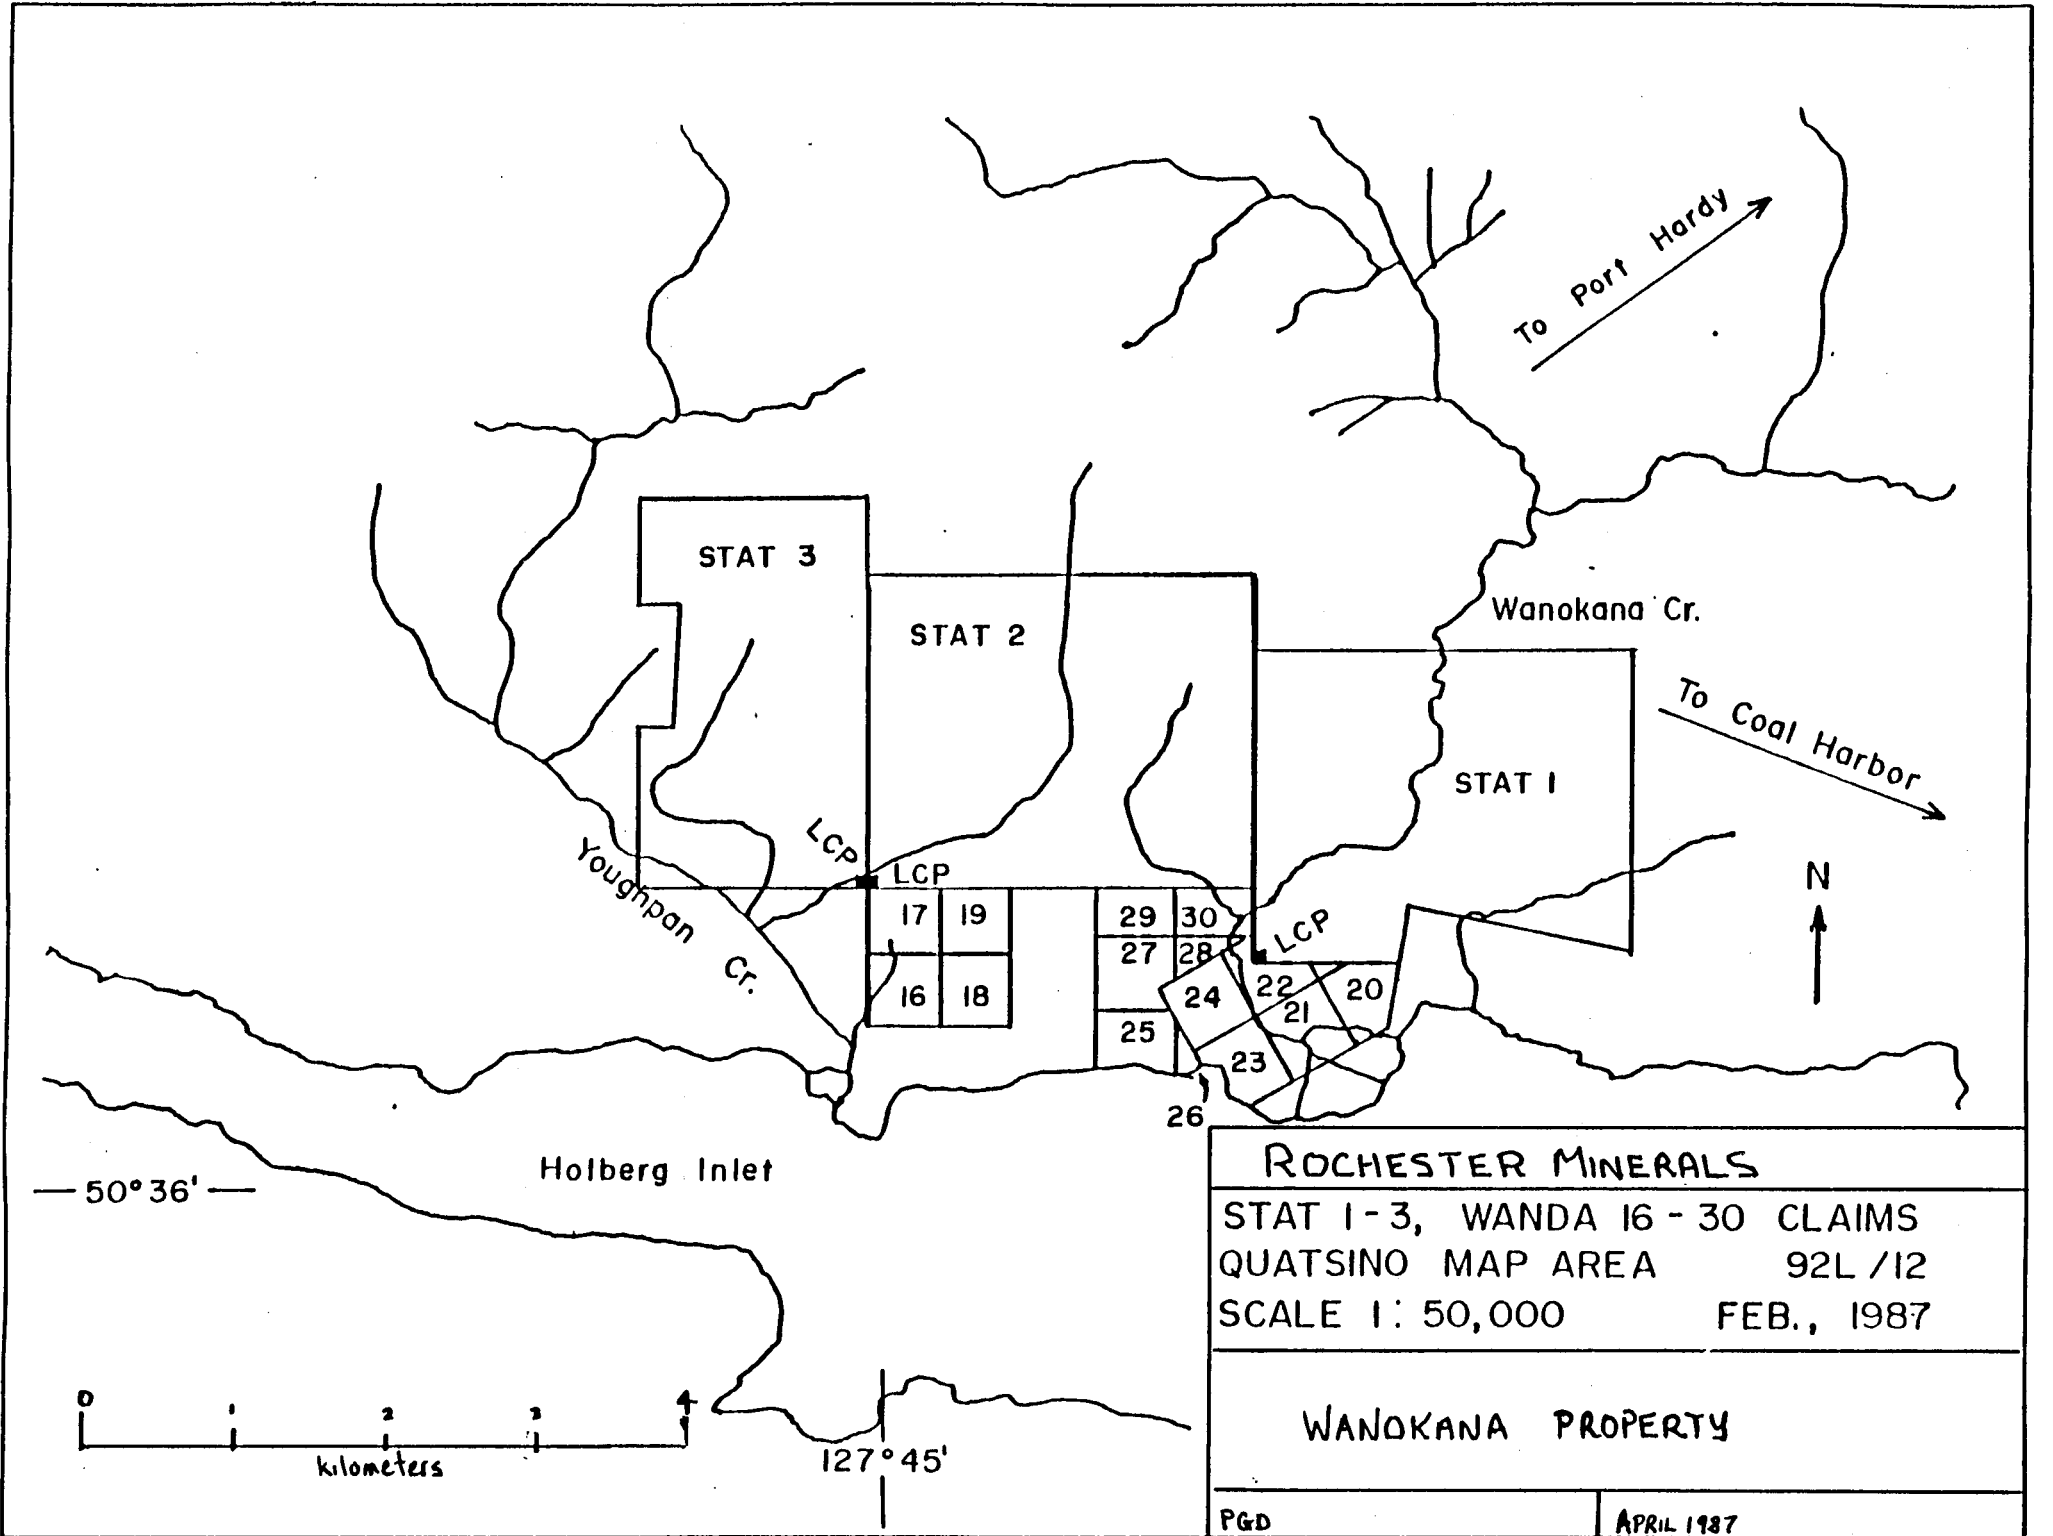 To Port Hardy
STAT 3
STAT 2
Wanokana Cr.
To Coal Harbor
STAT 1
LCP
LCP
N
Youghpan Cr.
17 19
16 18
29 30
27 28
25
LCP
24 22 20
21
23
26
Holberg Inlet
50°36'
0 1 2 3 4
kilometers
127°45'
ROCHESTER MINERALS
STAT 1-3, WANDA 16-30 CLAIMS
QUATSINO MAP AREA 92L/12
SCALE 1:50,000 FEB., 1987
WANOKANA PROPERTY
PGD APRIL 1987